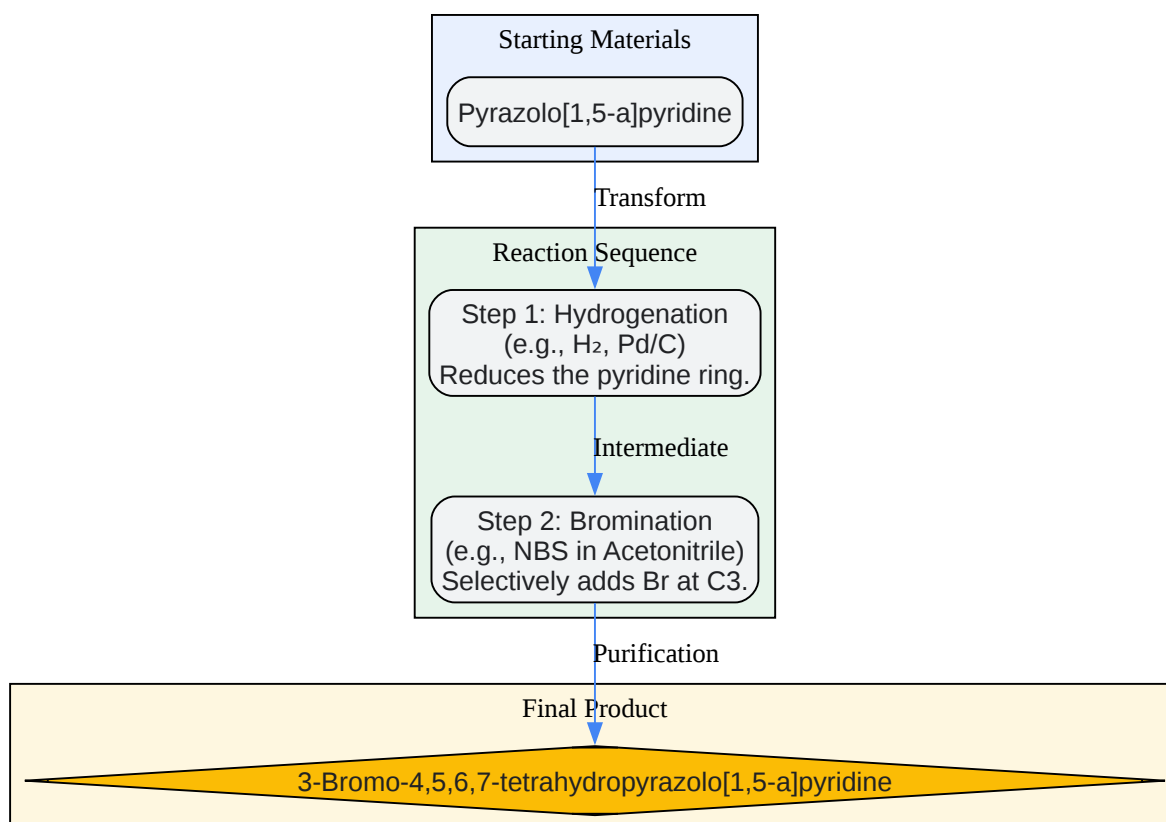 Starting Materials
Pyrazolo[1,5-a]pyridine
Transform
Reaction Sequence
Step 1: Hydrogenation
(e.g., H₂, Pd/C)
Reduces the pyridine ring.
Intermediate
Step 2: Bromination
(e.g., NBS in Acetonitrile)
Selectively adds Br at C3.
Purification
Final Product
3-Bromo-4,5,6,7-tetrahydropyrazolo[1,5-a]pyridine